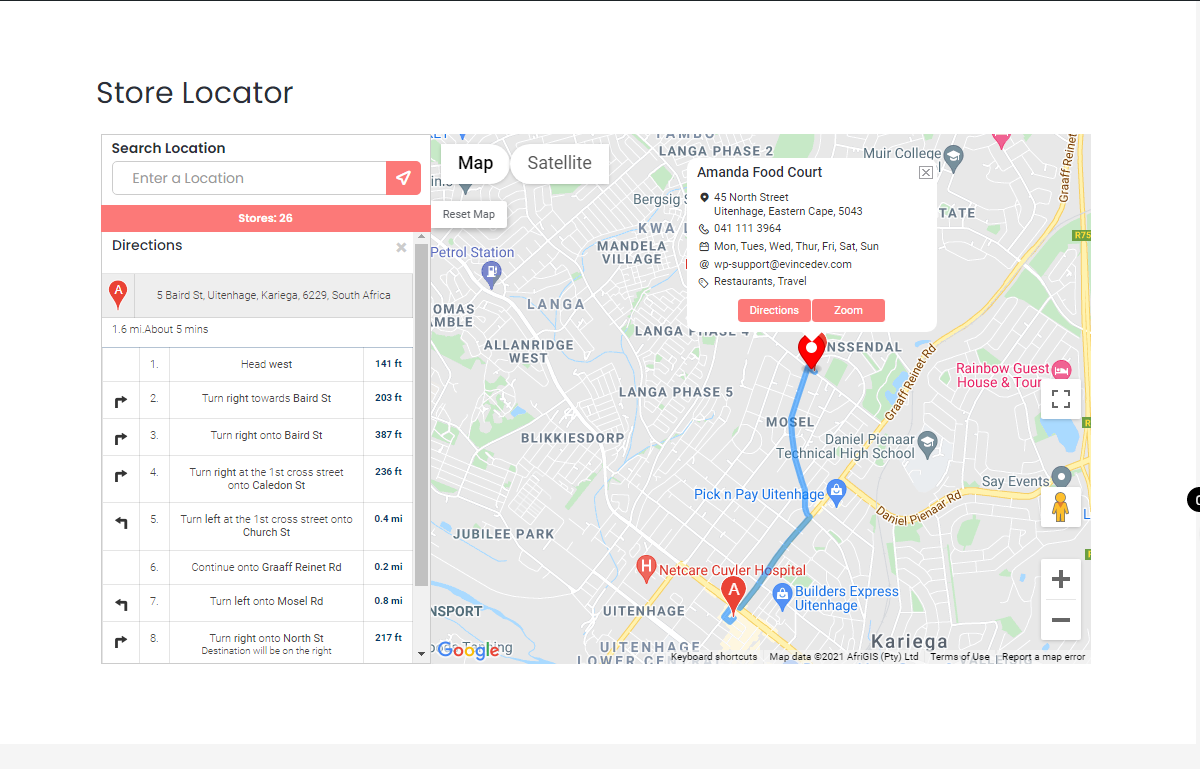 Store Locator
Search Location
Enter a Location
Stores: 26
Directions
A
5 Baird St, Uitenhage, Kariega, 6229, South Africa
1.6 mi.About 5 mins
1. Head west 141 ft
2. Turn right towards Baird St 203 ft
3. Turn right onto Baird St 387 ft
4. Turn right at the 1st cross street
onto Caledon St 236 ft
5. Turn left at the 1st cross street onto
Church St 0.4 mi
6. Continue onto Graaff Reinet Rd 0.2 mi
7. Turn left onto Mosel Rd 0.8 mi
8. Turn right onto North St 217 ft
Destination will be on the right
Map
Satellite
Reset Map
LANGA PHASE 2
Muir College
Graaff Reinet
Amanda Food Court
45 North Street
Uitenhage, Eastern Cape, 5043
041 111 3964
Mon, Tues, Wed, Thur, Fri, Sat, Sun
@ wp-support@evincedev.com
Restaurants, Travel
Directions
Zoom
Bergsig
KWA
TATE
R75
MANDELA
VILLAGE
Petrol Station
LANGA
OMAS
AMBLE
LANGA PHASE 4
ALLANRIDGE
WEST
NSSENDAL
Graaff Reinet Rd
Rainbow Guest
House & Tour
LANGA PHASE 5
MOSEL
BLIKKIESDORP
Daniel Pienaar
Technical High School
Say Events
Pick n Pay Uitenhage
Daniel Pienaar Rd
JUBILEE PARK
H
Netcare Cuyler Hospital
A
Builders Express
Uitenhage
NSPORT
UITENHAGE
Kariega
UITENHAGE
LOWER CE
Google
Keyboard shortcuts
Map data ©2021 AfriGIS (Pty) Ltd
Terms of Use
Report a map error